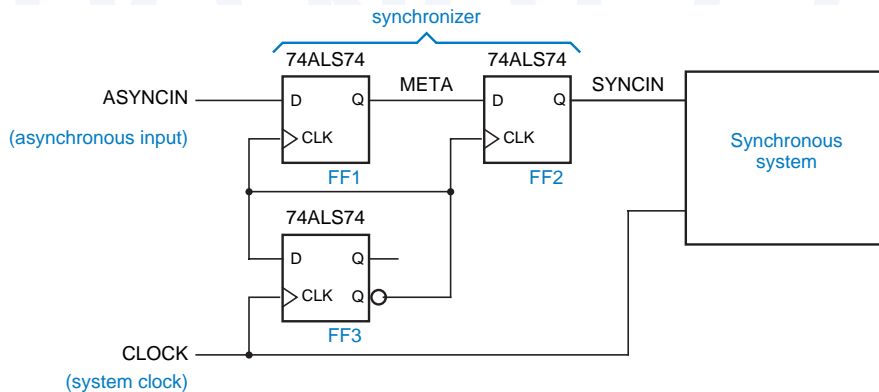 synchronizer
74ALS74
74ALS74
ASYNCIN
(asynchronous input)
D
Q
CLK
FF1
META
D
Q
CLK
FF2
SYNCIN
Synchronous
system
74ALS74
D
Q
CLK
Q
FF3
CLOCK
(system clock)